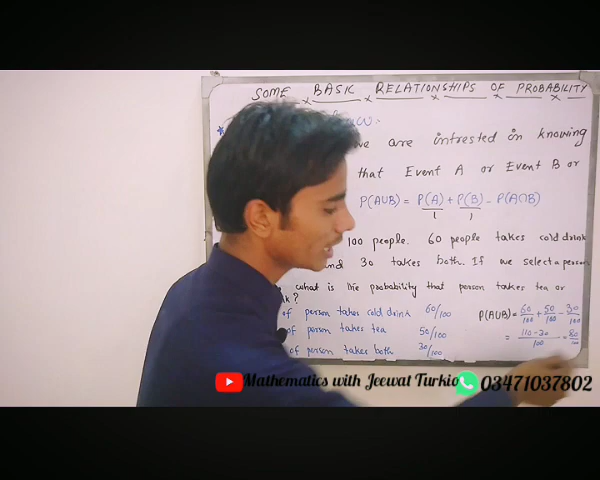 SOME BASIC RELATIONSHIPS OF PROBABILITY
are intrested in knowing
that Event A or Event B or
P(A∪B) = P(A) + P(B) - P(A∩B)
100 people. 60 people takes cold drink
and 30 takes both. If we select a person
what is the probability that person takes tea or
k?
of person takes cold drink 60/100
of person takes tea 50/100
of person takes both 30/100
P(A∪B) = 60/100 + 50/100 - 30/100
= 110-30/100 = 80/100
Mathematics with Jeewat Turkio 03471037802